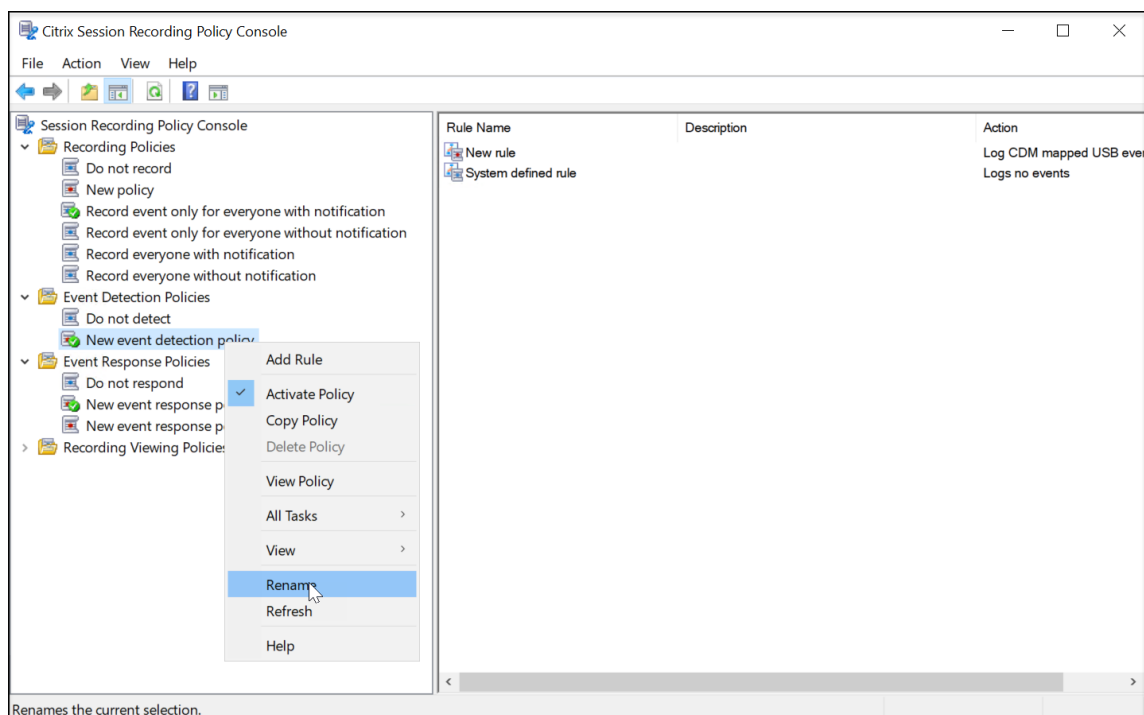 Citrix Session Recording Policy Console
File Action View Help
Session Recording Policy Console
Recording Policies
Do not record
New policy
Record event only for everyone with notification
Record event only for everyone without notification
Record everyone with notification
Record everyone without notification
Event Detection Policies
Do not detect
New event detection policy
Event Response Policies
Do not respond
New event response p
New event response p
Recording Viewing Policies
Add Rule
Activate Policy
Copy Policy
Delete Policy
View Policy
All Tasks
View
Rename
Refresh
Help
Rule Name Description Action
New rule Log CDM mapped USB eve
System defined rule Logs no events
Renames the current selection.